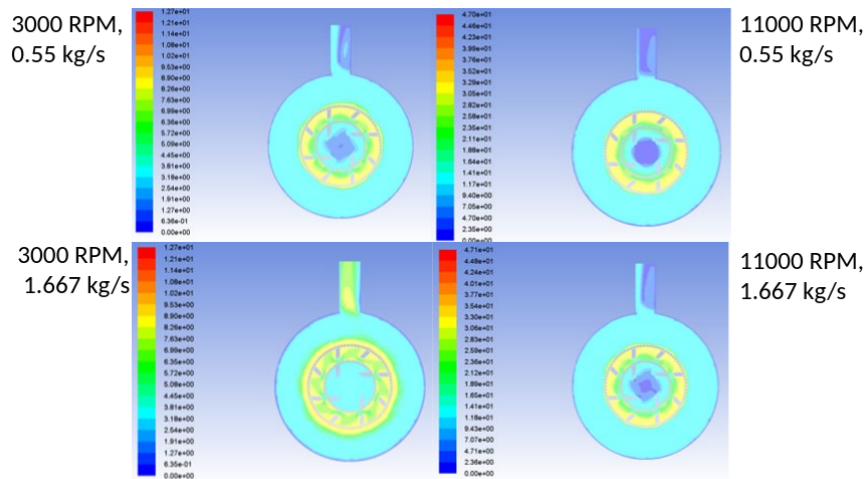 3000 RPM,
0.55 kg/s
1.27e+01
1.21e+01
1.14e+01
1.08e+01
1.02e+01
9.53e+00
8.90e+00
8.26e+00
7.63e+00
6.99e+00
6.36e+00
5.72e+00
5.09e+00
4.45e+00
3.81e+00
3.18e+00
2.54e+00
1.91e+00
1.27e+00
6.36e-01
0.00e+00
4.70e+01
4.46e+01
4.23e+01
3.99e+01
3.76e+01
3.52e+01
3.29e+01
3.05e+01
2.82e+01
2.58e+01
2.35e+01
2.11e+01
1.88e+01
1.64e+01
1.41e+01
1.17e+01
9.40e+00
7.05e+00
4.70e+00
2.35e+00
0.00e+00
11000 RPM,
0.55 kg/s
3000 RPM,
1.667 kg/s
1.27e+01
1.21e+01
1.14e+01
1.08e+01
1.02e+01
9.53e+00
8.90e+00
8.26e+00
7.63e+00
6.99e+00
6.35e+00
5.72e+00
5.08e+00
4.45e+00
3.81e+00
3.18e+00
2.54e+00
1.91e+00
1.27e+00
6.35e-01
0.00e+00
4.71e+01
4.48e+01
4.24e+01
4.01e+01
3.77e+01
3.54e+01
3.30e+01
3.06e+01
2.83e+01
2.59e+01
2.36e+01
2.12e+01
1.89e+01
1.65e+01
1.41e+01
1.18e+01
9.43e+00
7.07e+00
4.71e+00
2.36e+00
0.00e+00
11000 RPM,
1.667 kg/s